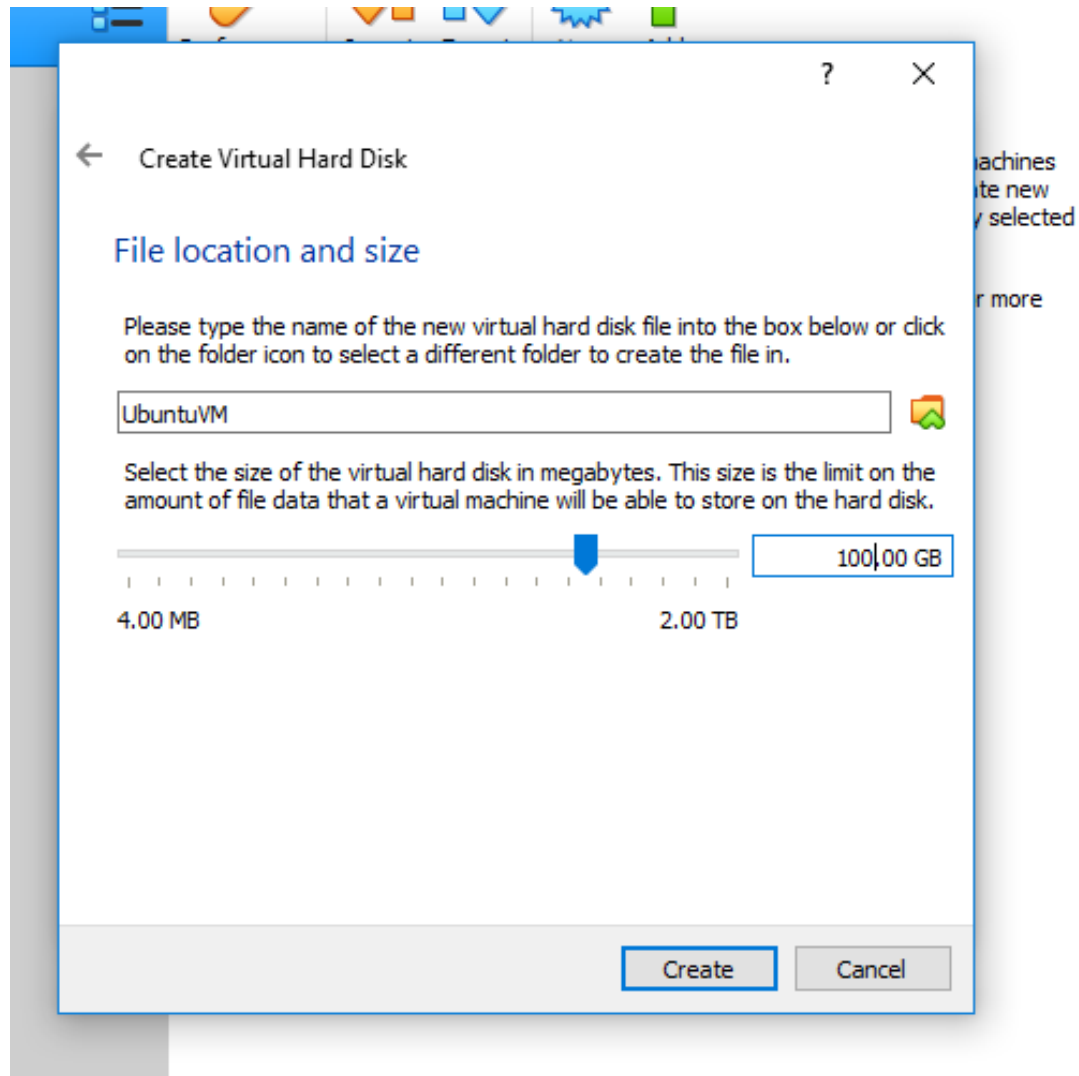 ?
Create Virtual Hard Disk
File location and size
Please type the name of the new virtual hard disk file into the box below or click
on the folder icon to select a different folder to create the file in.
UbuntuVM
Select the size of the virtual hard disk in megabytes. This size is the limit on the
amount of file data that a virtual machine will be able to store on the hard disk.
100.00 GB
4.00 MB
2.00 TB
Create
Cancel
achines
te new
selected
r more